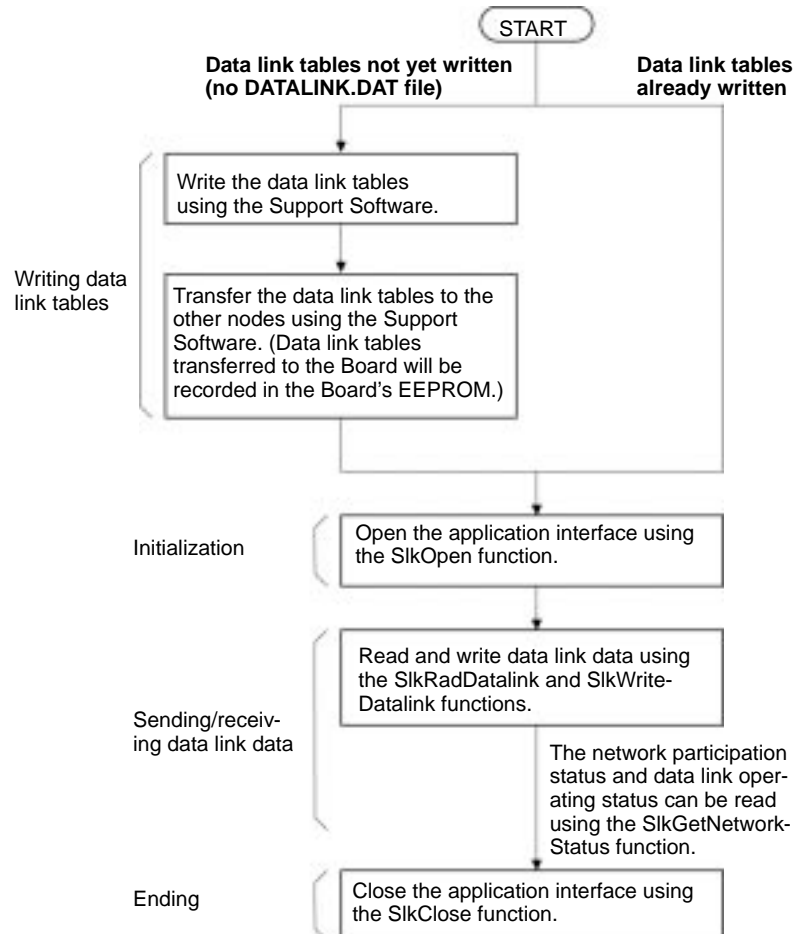 START
Data link tables not yet written
(no DATALINK.DAT file)
Data link tables
already written
Writing data
link tables
Write the data link tables
using the Support Software.
Transfer the data link tables to the
other nodes using the Support
Software. (Data link tables
transferred to the Board will be
recorded in the Board’s EEPROM.)
Initialization
Open the application interface using
the SlkOpen function.
Sending/receiv-
ing data link data
Read and write data link data using
the SlkRadDatalink and SlkWrite-
Datalink functions.
The network participation
status and data link oper-
ating status can be read
using the SlkGetNetwork-
Status function.
Ending
Close the application interface using
the SlkClose function.